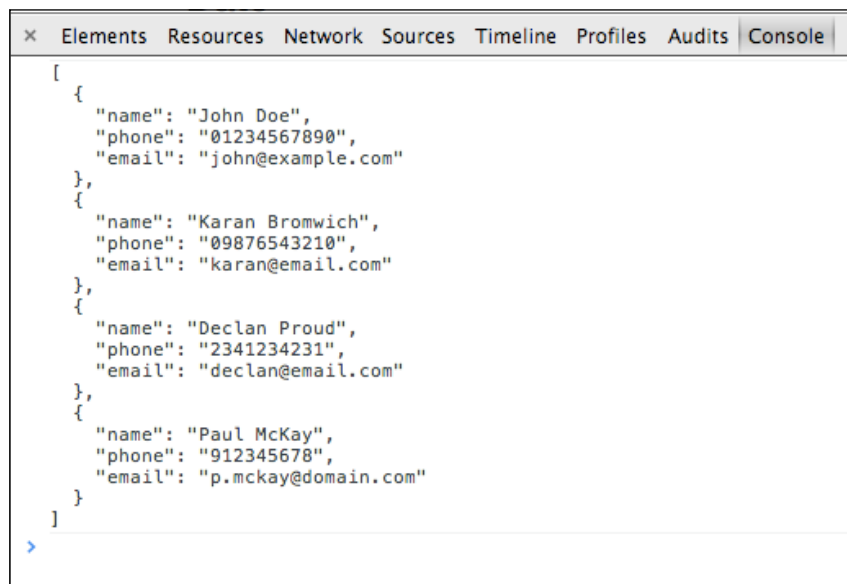 × Elements Resources Network Sources Timeline Profiles Audits Console
[
  {
    "name": "John Doe",
    "phone": "01234567890",
    "email": "john@example.com"
  },
  {
    "name": "Karan Bromwich",
    "phone": "09876543210",
    "email": "karan@email.com"
  },
  {
    "name": "Declan Proud",
    "phone": "2341234231",
    "email": "declan@email.com"
  },
  {
    "name": "Paul McKay",
    "phone": "912345678",
    "email": "p.mckay@domain.com"
  }
]
>